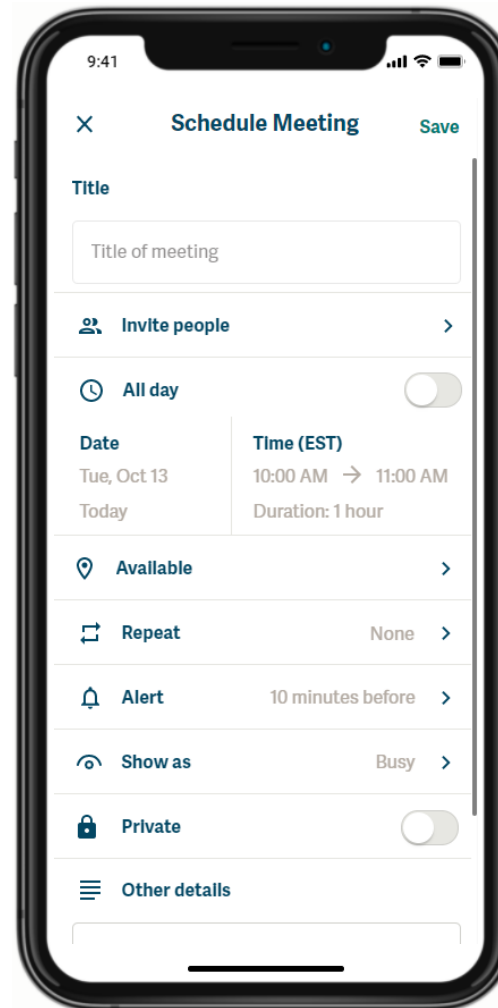 9:41
Schedule Meeting
Save
Title
Title of meeting
Invite people
All day
Date
Tue, Oct 13
Today
Time (EST)
10:00 AM → 11:00 AM
Duration: 1 hour
Available
Repeat None
Alert 10 minutes before
Show as Busy
Private
Other details